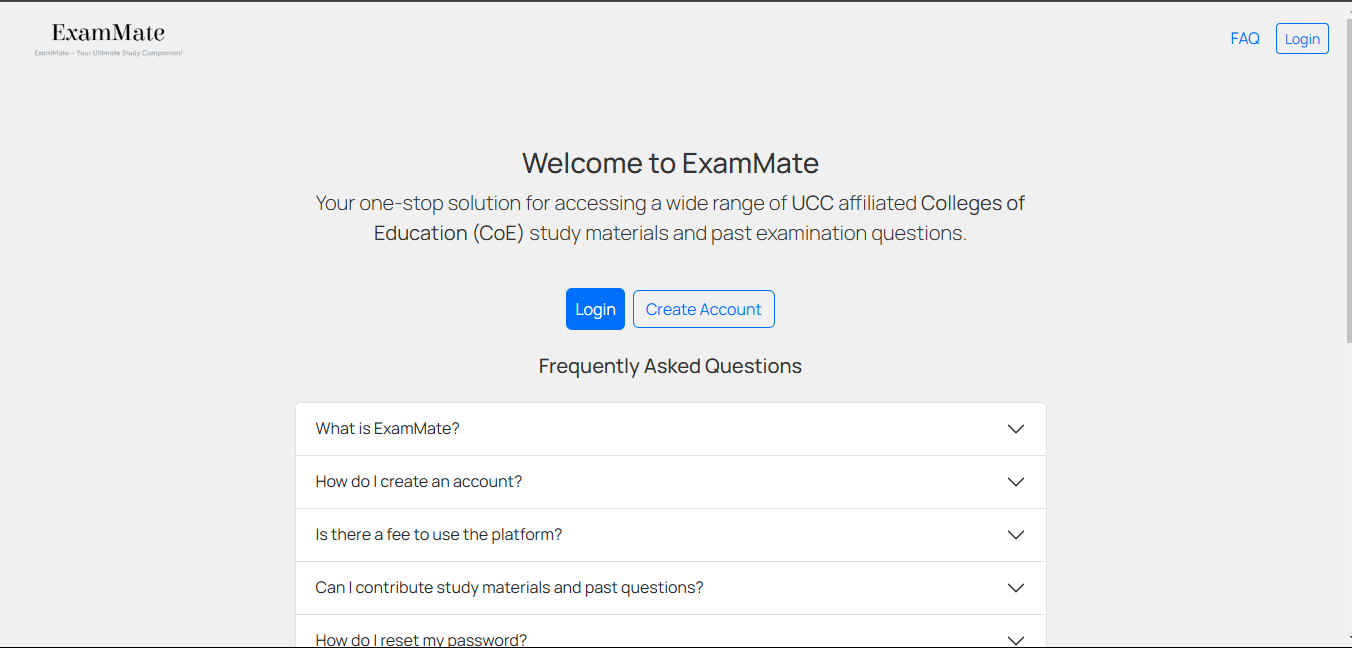 ExamMate
ExamMate – Your Ultimate Study Companion!
FAQ
Login
Welcome to ExamMate
Your one-stop solution for accessing a wide range of UCC affiliated Colleges of
Education (CoE) study materials and past examination questions.
Login
Create Account
Frequently Asked Questions
What is ExamMate?
How do I create an account?
Is there a fee to use the platform?
Can I contribute study materials and past questions?
How do I reset my password?